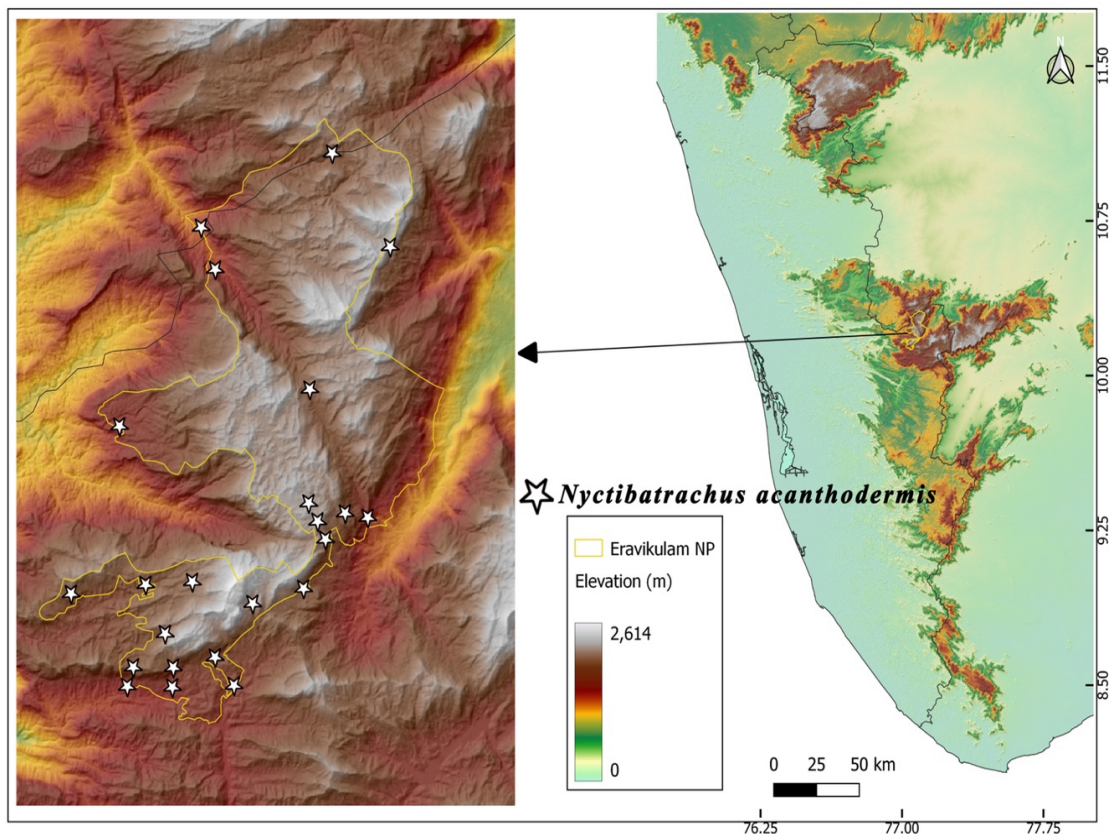 N
11.50
10.75
10.00
9.25
8.50
Nyctibatrachus acanthodermis
Eravikulam NP
Elevation (m)
2,614
0
0 25 50 km
76.25 77.00 77.75